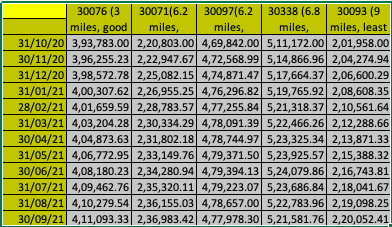 30076 (3 30071(6.2 30097(6.2 30338 (6.8 30093 (9
miles, good miles, miles, miles, miles, least
31/10/20 3,93,783.00 2,20,803.00 4,69,842.00 5,11,172.00 2,01,958.00
30/11/20 3,96,255.23 2,22,947.67 4,72,568.99 5,14,866.96 2,04,274.94
31/12/20 3,98,572.78 2,25,082.15 4,74,871.47 5,17,664.37 2,06,600.29
31/01/21 4,00,307.62 2,26,955.25 4,76,296.82 5,19,765.92 2,08,608.35
28/02/21 4,01,659.59 2,28,783.57 4,77,255.84 5,21,318.37 2,10,561.64
31/03/21 4,03,204.28 2,30,334.29 4,78,091.39 5,22,466.26 2,12,288.66
30/04/21 4,04,873.63 2,31,802.18 4,78,744.97 5,23,325.34 2,13,871.33
31/05/21 4,06,772.95 2,33,149.76 4,79,371.50 5,23,925.57 2,15,388.32
30/06/21 4,08,180.23 2,34,280.94 4,79,394.13 5,24,079.86 2,16,743.81
31/07/21 4,09,462.76 2,35,320.11 4,79,223.07 5,23,686.84 2,18,041.67
31/08/21 4,10,279.54 2,36,155.03 4,78,657.00 5,22,783.96 2,19,098.25
30/09/21 4,11,093.33 2,36,983.42 4,77,978.30 5,21,581.76 2,20,052.41